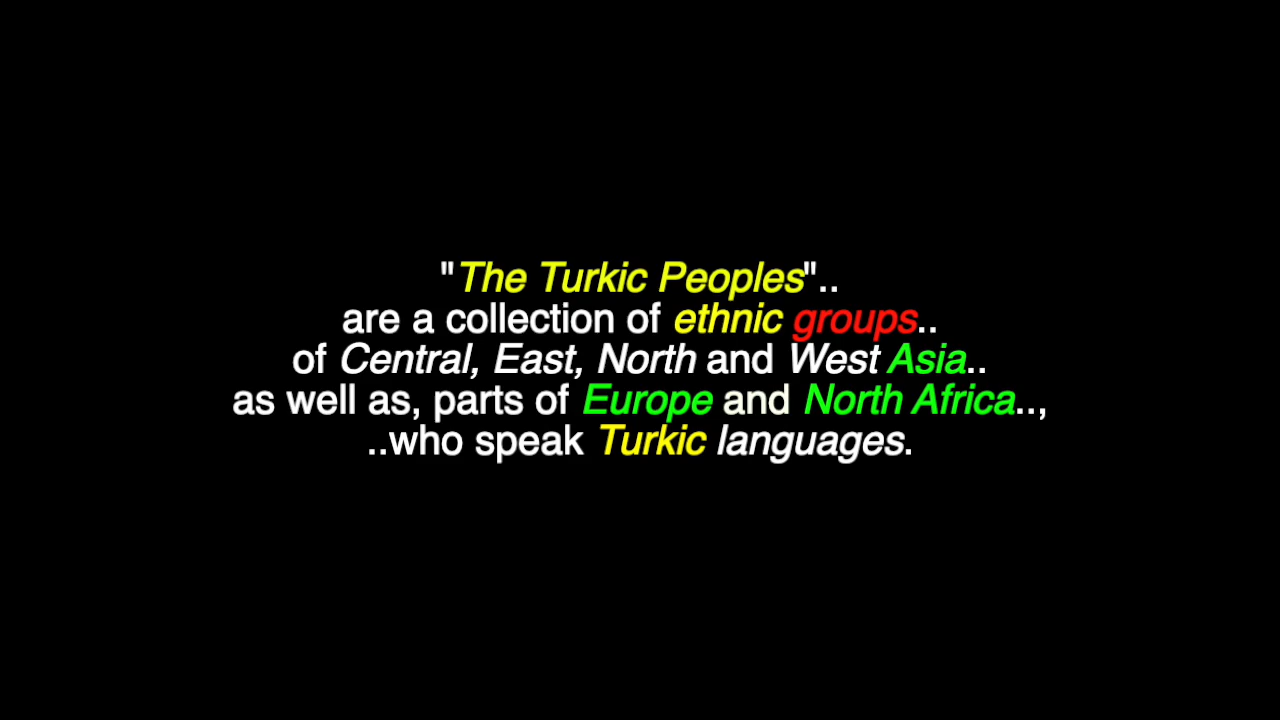 "The Turkic Peoples"..
are a collection of ethnic groups..
of Central, East, North and West Asia..
as well as, parts of Europe and North Africa..,
..who speak Turkic languages.